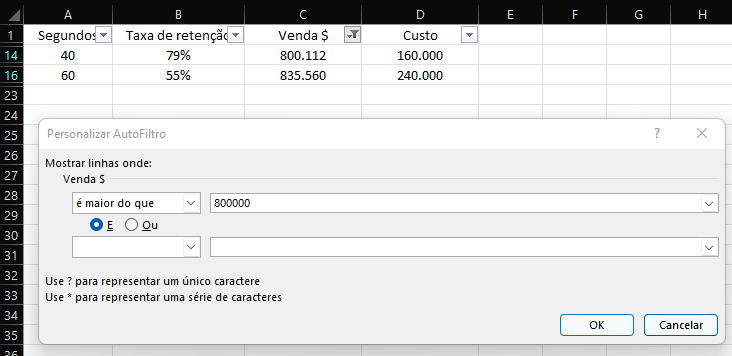 A B C D E F G H
1 Segundos Taxa de retenção Venda $ Custo
14 40 79% 800.112 160.000
16 60 55% 835.560 240.000
23
24
25
Personalizar AutoFiltro ? ×
26
Mostrar linhas onde:
27
Venda $
28
é maior do que 800000
29
E Ou
30
31
32
Use ? para representar um único caractere
33
Use * para representar uma série de caracteres
34
OK Cancelar
35
36